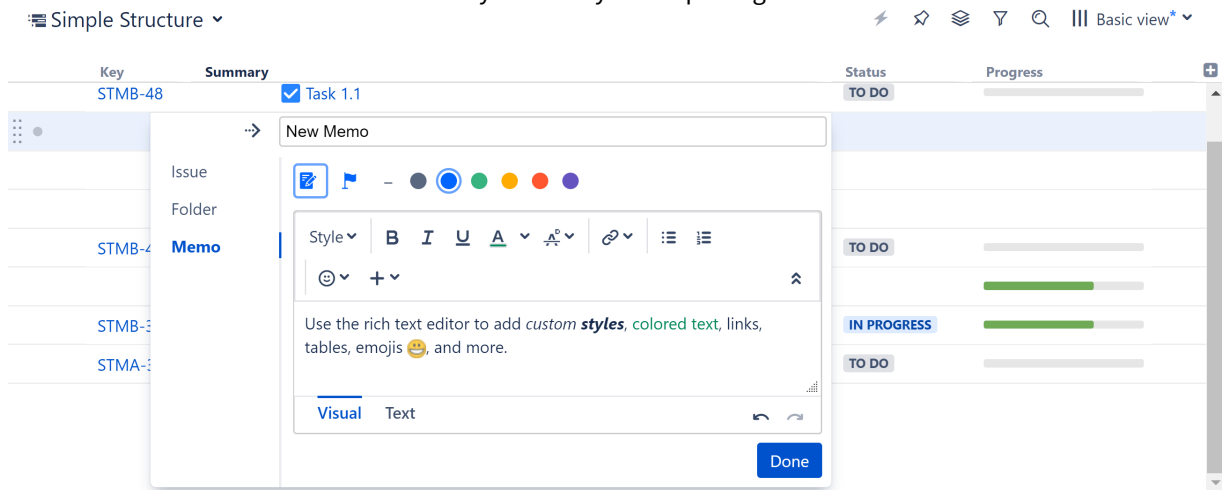 Simple Structure
Basic view*
Key Summary Status Progress
STMB-48 Task 1.1 TO DO
New Memo
Issue
Folder
Memo
Style B I U A
STMB-4 TO DO
Use the rich text editor to add custom styles, colored text, links,
tables, emojis 😀, and more.
STMB-3 IN PROGRESS
STMA-3 TO DO
Visual Text
Done